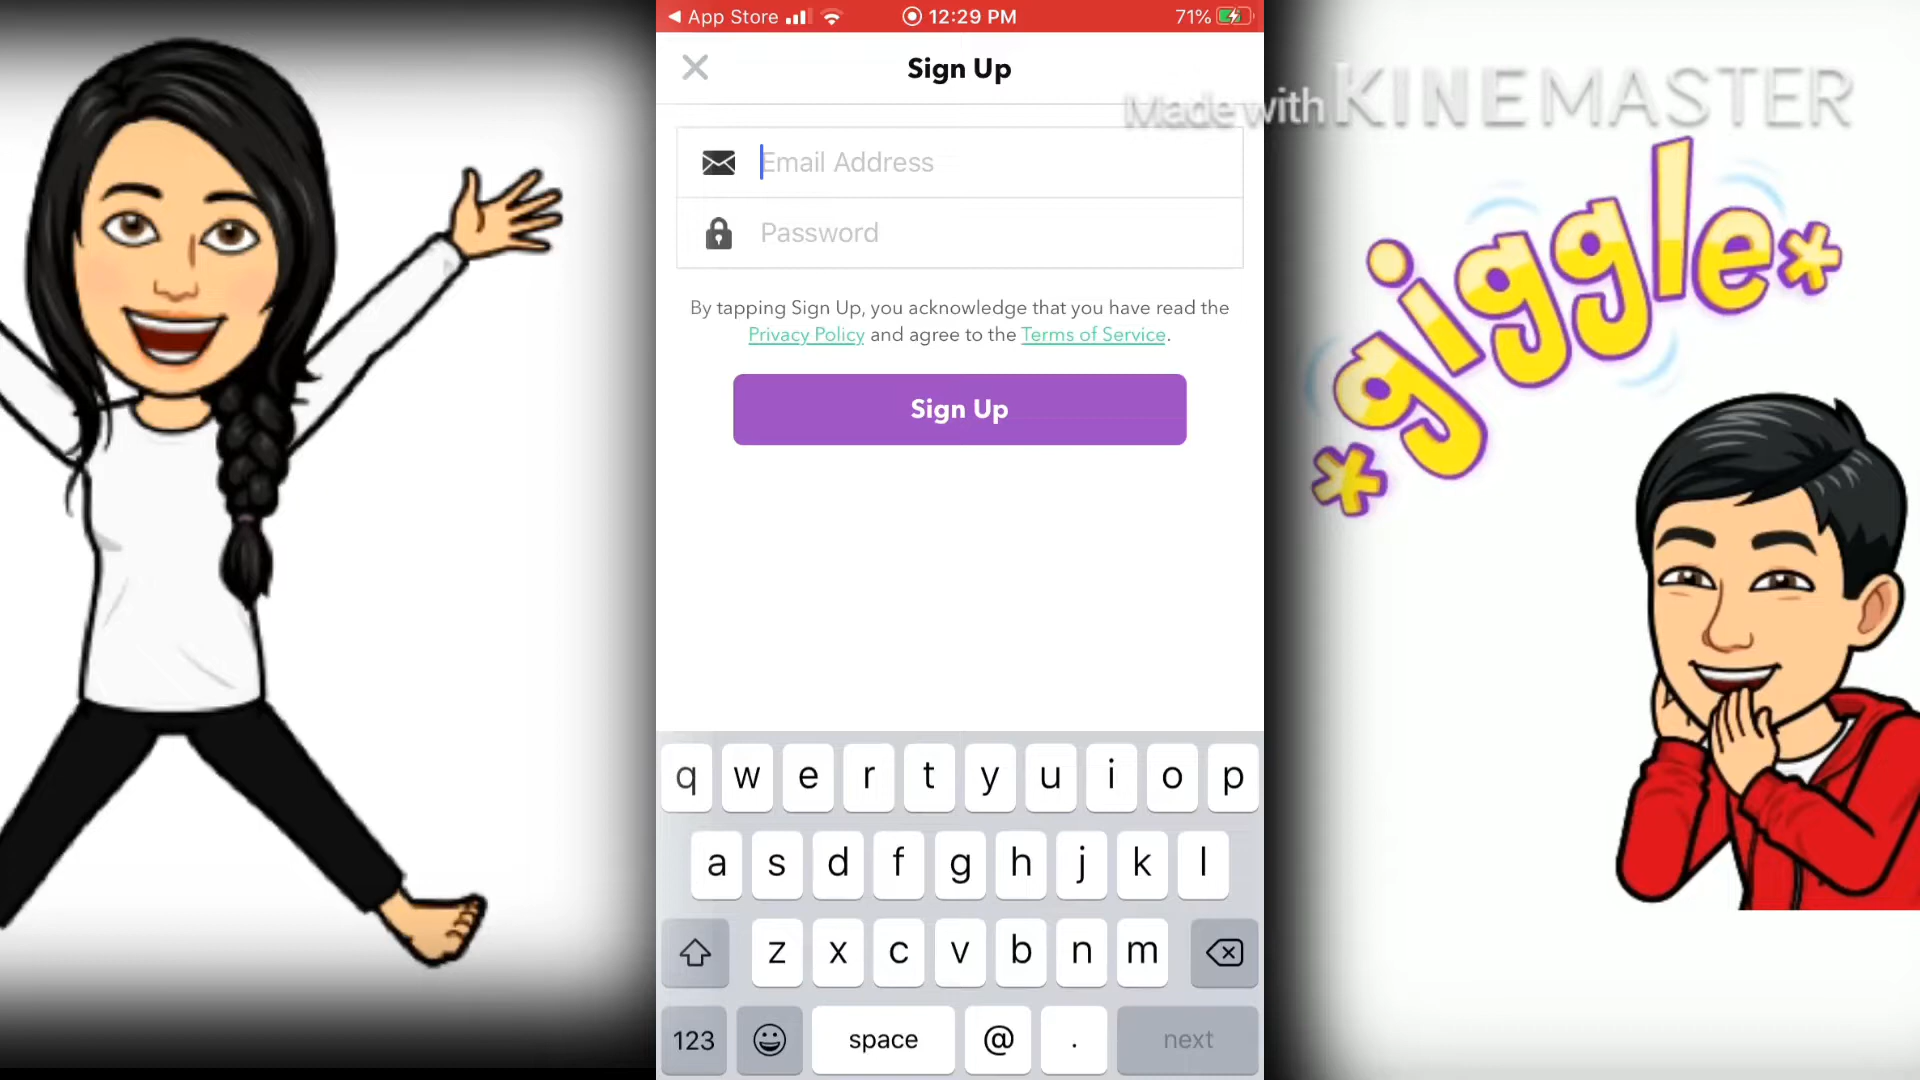 App Store 12:29 PM 71%
Sign Up
Made with KINEMASTER
Email Address
Password
By tapping Sign Up, you acknowledge that you have read the
Privacy Policy and agree to the Terms of Service.
Sign Up
*giggle*
q w e r t y u i o p
a s d f g h j k l
z x c v b n m
123 space @ . next